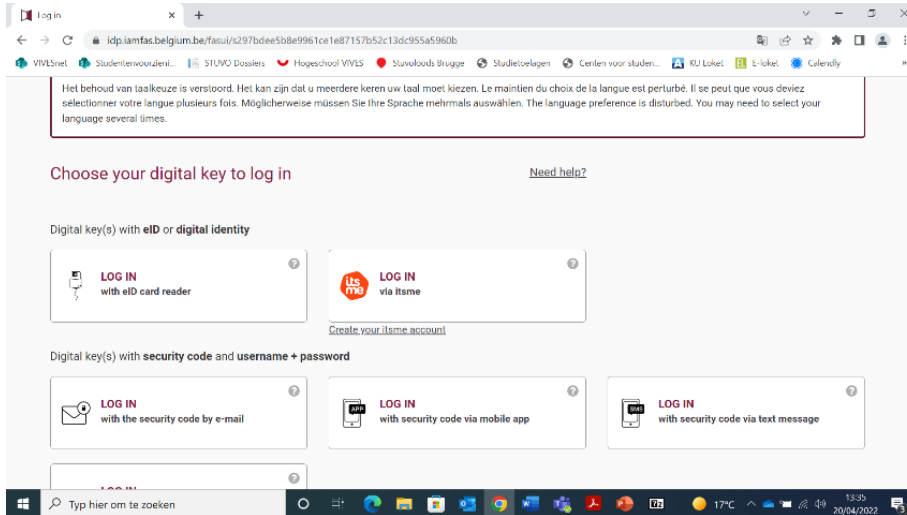 Log in
idp.iamfas.belgium.be/fasui/s297bdee5b8e9961ce1e87157b52c13dc955a5960b
VIVESnet Studentenvoorzieni... STUVO Dossiers Hogeschool VIVES Stuvoloods Brugge Studietoelagen Centen voor studen... KU Loket E-loket Calendly »
Het behoud van taalkeuze is verstoord. Het kan zijn dat u meerdere keren uw taal moet kiezen. Le maintien du choix de la langue est perturbé. Il se peut que vous deviez
sélectionner votre langue plusieurs fois. Möglicherweise müssen Sie Ihre Sprache mehrmals auswählen. The language preference is disturbed. You may need to select your
language several times.
Choose your digital key to log in
Need help?
Digital key(s) with eID or digital identity
LOG IN
with eID card reader
its
me
LOG IN
via itsme
Create your itsme account
Digital key(s) with security code and username + password
LOG IN
with the security code by e-mail
APP
LOG IN
with security code via mobile app
SMS
LOG IN
with security code via text message
LOG IN
Typ hier om te zoeken
17°C
13:35
20/04/2022